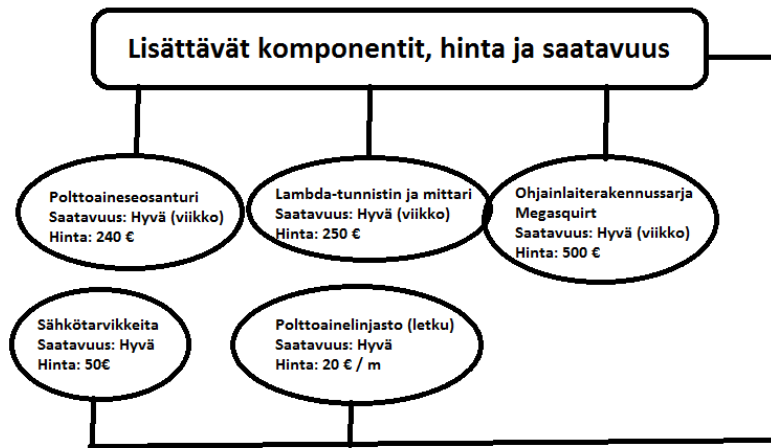 Lisättävät komponentit, hinta ja saatavuus
Polttoaineseosanturi
Saatavuus: Hyvä (viikko)
Hinta: 240 €
Lambda-tunnistin ja mittari
Saatavuus: Hyvä (viikko)
Hinta: 250 €
Ohjainlaiterakennussarja
Megasquirt
Saatavuus: Hyvä (viikko)
Hinta: 500 €
Sähkötarvikkeita
Saatavuus: Hyvä
Hinta: 50€
Polttoainelinjasto (letku)
Saatavuus: Hyvä
Hinta: 20 € / m